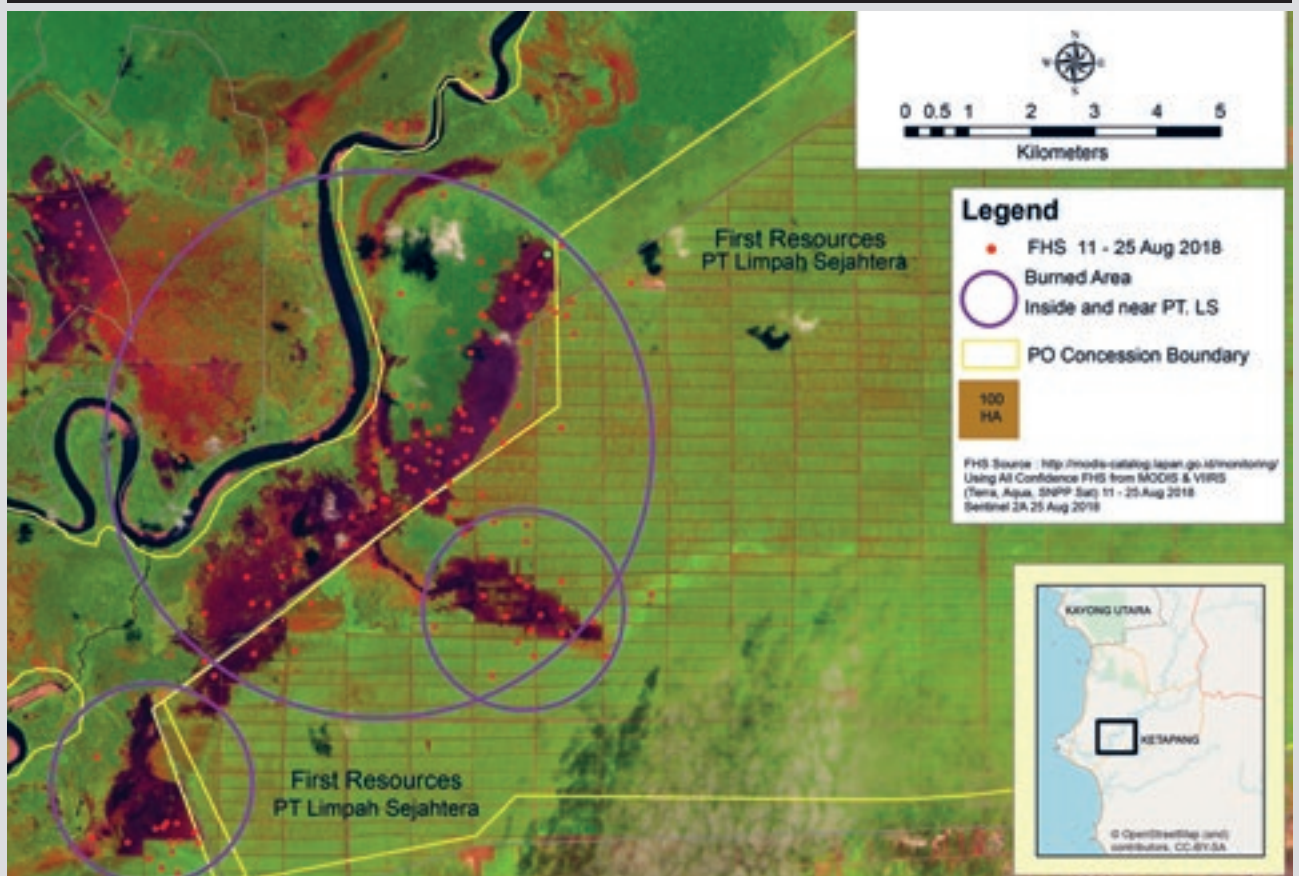 N
W
S
0 0.5 1 2 3 4 5
Kilometers
Legend
FHS 11 - 25 Aug 2018
Burned Area
Inside and near PT. LS
PO Concession Boundary
100
HA
FHS Source : http://modis-catalog.lapan.go.id/monitoring/
Using All Confidence FHS from MODIS & VIIRS
(Terra, Aqua, SNPP Sat) 11 - 25 Aug 2018
Sentinel 2A 25 Aug 2018
First Resources
PT Limpah Sejahtera
First Resources
PT Limpah Sejahtera
KAYONG UTARA
KETAPANG
© OpenStreetMap (and)
contributors, CC-BY-SA